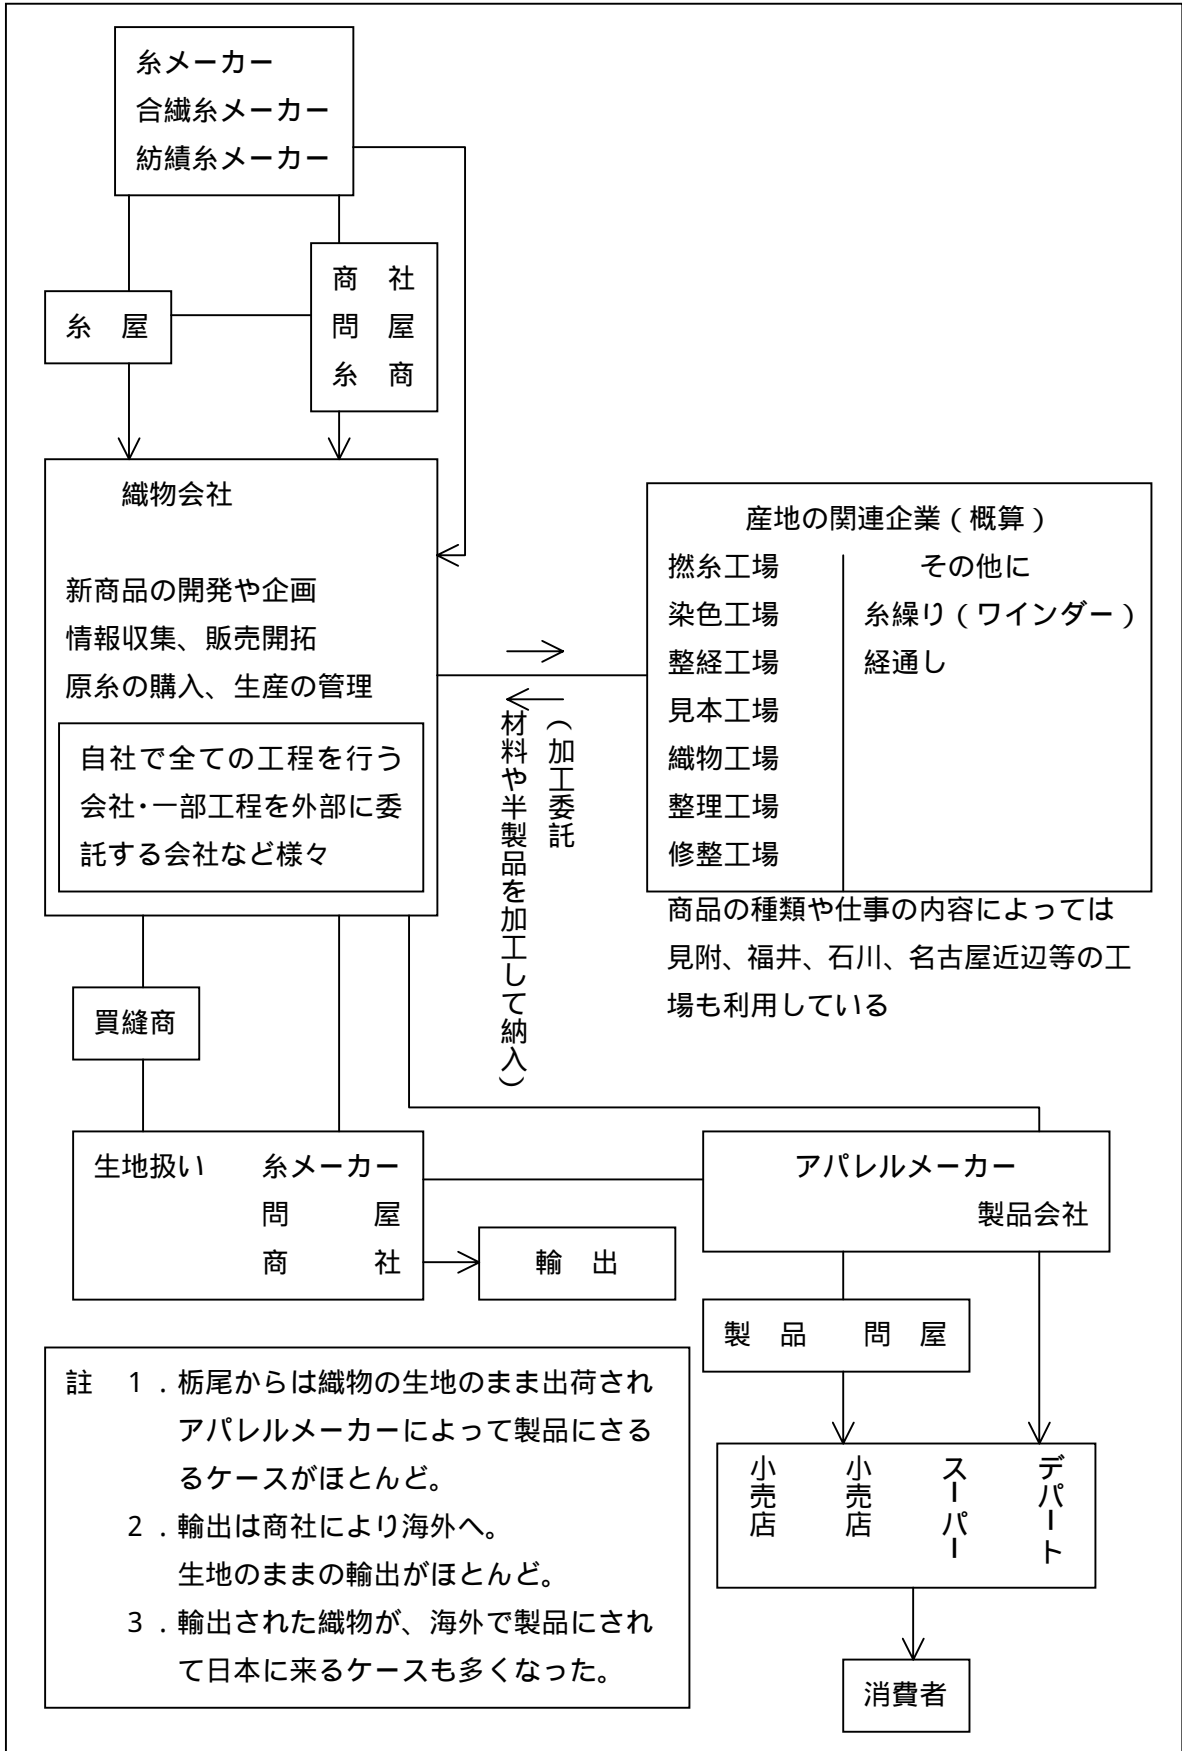 糸メーカー
合繊糸メーカー
紡績糸メーカー
商　社
問　屋
糸　商
糸　屋
織物会社
新商品の開発や企画
情報収集、販売開拓
原糸の購入、生産の管理
自社で全ての工程を行う
会社・一部工程を外部に委
託する会社など様々
（加工委託
材料や半製品を加工して納入）
産地の関連企業（概算）
撚糸工場
染色工場
整経工場
見本工場
織物工場
整理工場
修整工場
その他に
糸繰り（ワインダー）
経通し
商品の種類や仕事の内容によっては
見附、福井、石川、名古屋近辺等の工
場も利用している
買縫商
生地扱い　糸メーカー
問　　屋
商　　社
輸　出
アパレルメーカー
製品会社
製　品　問　屋
小売店
小売店
スーパー
デパート
消費者
註　１．栃尾からは織物の生地のまま出荷され
アパレルメーカーによって製品にさる
るケースがほとんど。
２．輸出は商社により海外へ。
生地のままの輸出がほとんど。
３．輸出された織物が、海外で製品にされ
て日本に来るケースも多くなった。